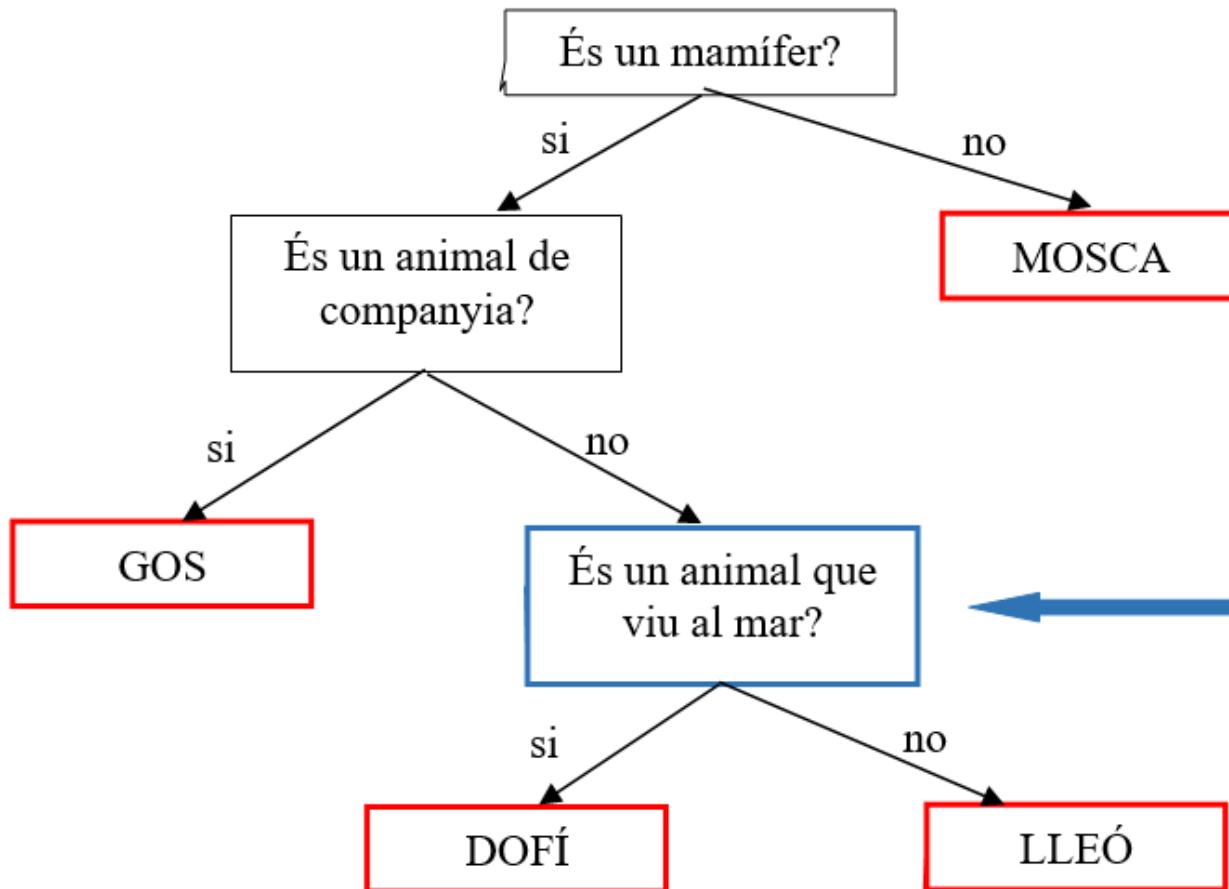 És un mamífer?
si
no
És un animal de
companyia?
MOSCA
si
no
GOS
És un animal que
viu al mar?
si
no
DOFÍ
LLEÓ